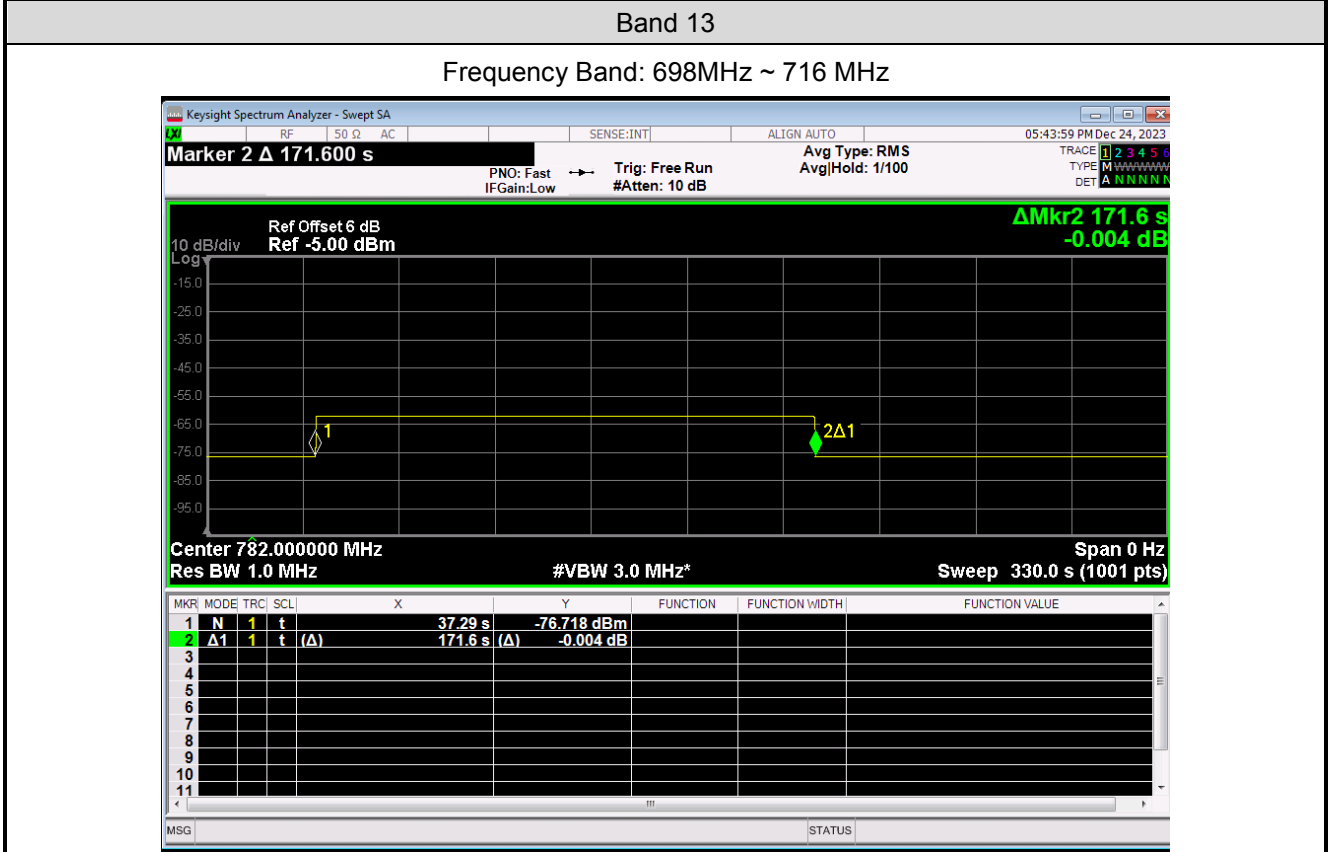 Band 13
Frequency Band: 698MHz ~ 716 MHz
Keysight Spectrum Analyzer - Swept SA
LXI RF 50 Ω AC SENSE:INT ALIGN AUTO 05:43:59 PM Dec 24, 2023
Marker 2 Δ 171.600 s
PNO: Fast
IFGain:Low
Trig: Free Run
#Atten: 10 dB
Avg Type: RMS
Avg|Hold: 1/100
TRACE 1 2 3 4 5 6
TYPE M WWWWW
DET A N N N N N
Ref Offset 6 dB
10 dB/div Ref -5.00 dBm
Log
ΔMkr2 171.6 s
-0.004 dB
-15.0
-25.0
-35.0
-45.0
-55.0
-65.0
-75.0
-85.0
-95.0
1
2Δ1
Center 782.000000 MHz Span 0 Hz
Res BW 1.0 MHz #VBW 3.0 MHz* Sweep 330.0 s (1001 pts)
MKR MODE TRC SCL X Y FUNCTION FUNCTION WIDTH FUNCTION VALUE
1 N 1 t 37.29 s -76.718 dBm
2 Δ1 1 t (Δ) 171.6 s (Δ) -0.004 dB
3
4
5
6
7
8
9
10
11
MSG STATUS